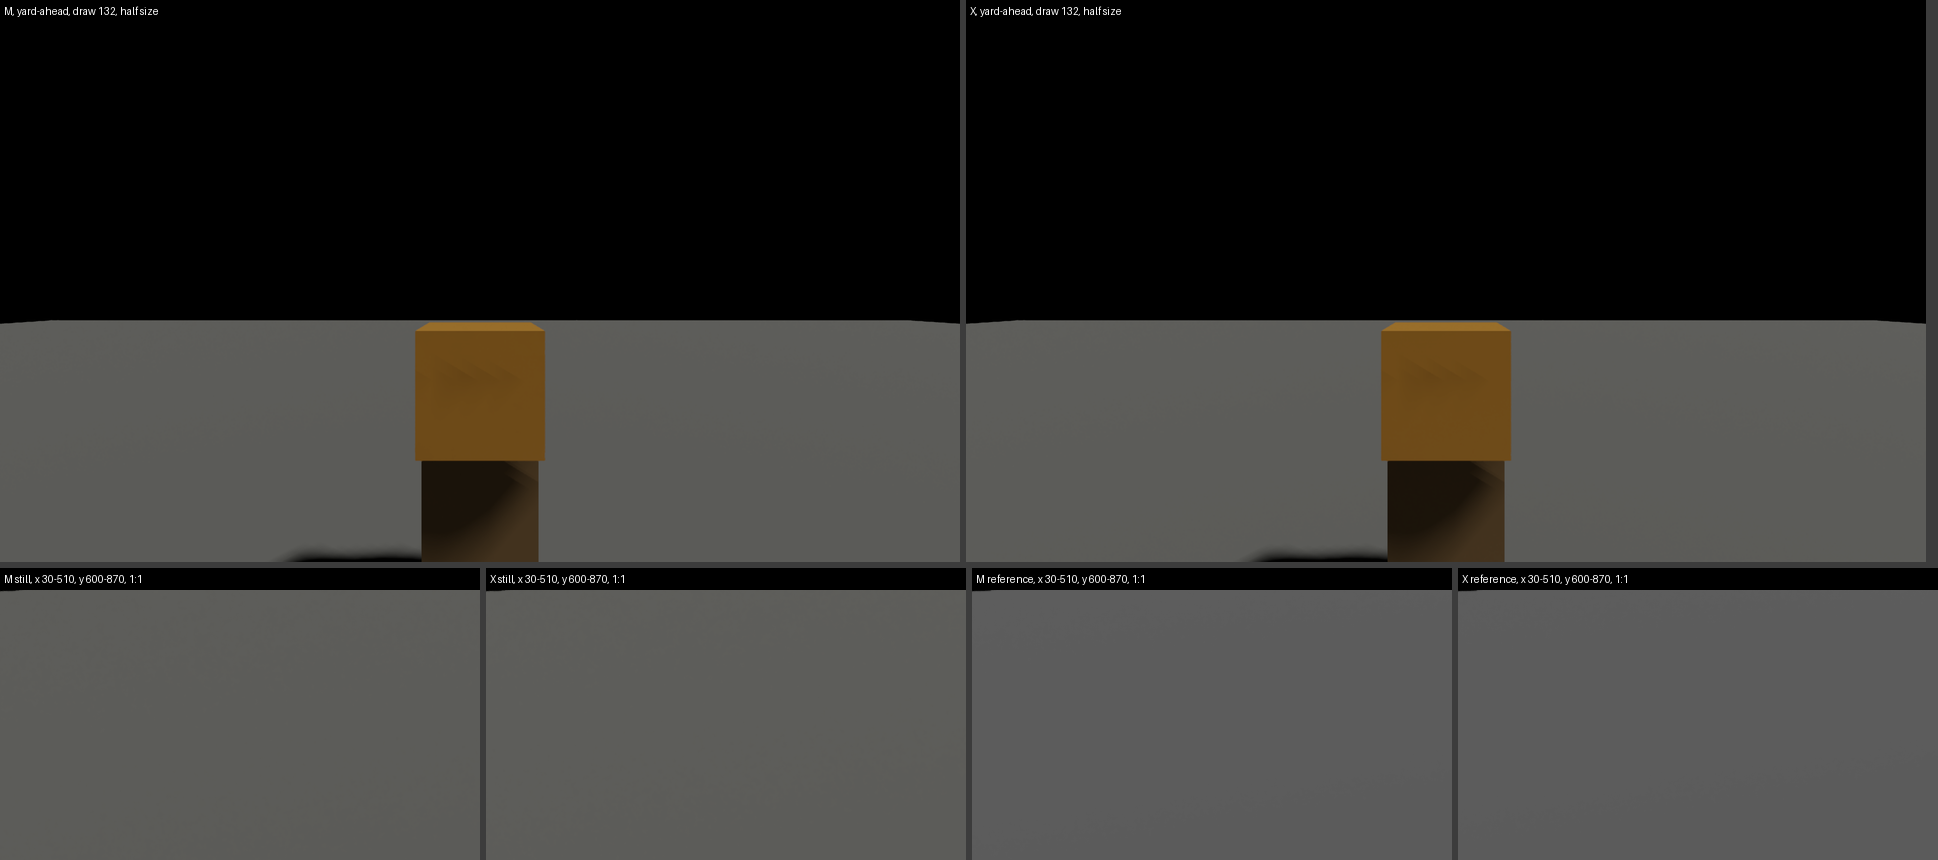 M, yard-ahead, draw 132, half size
X, yard-ahead, draw 132, half size
M still, x 30-510, y 600-870, 1:1
X still, x 30-510, y 600-870, 1:1
M reference, x 30-510, y 600-870, 1:1
X reference, x 30-510, y 600-870, 1:1